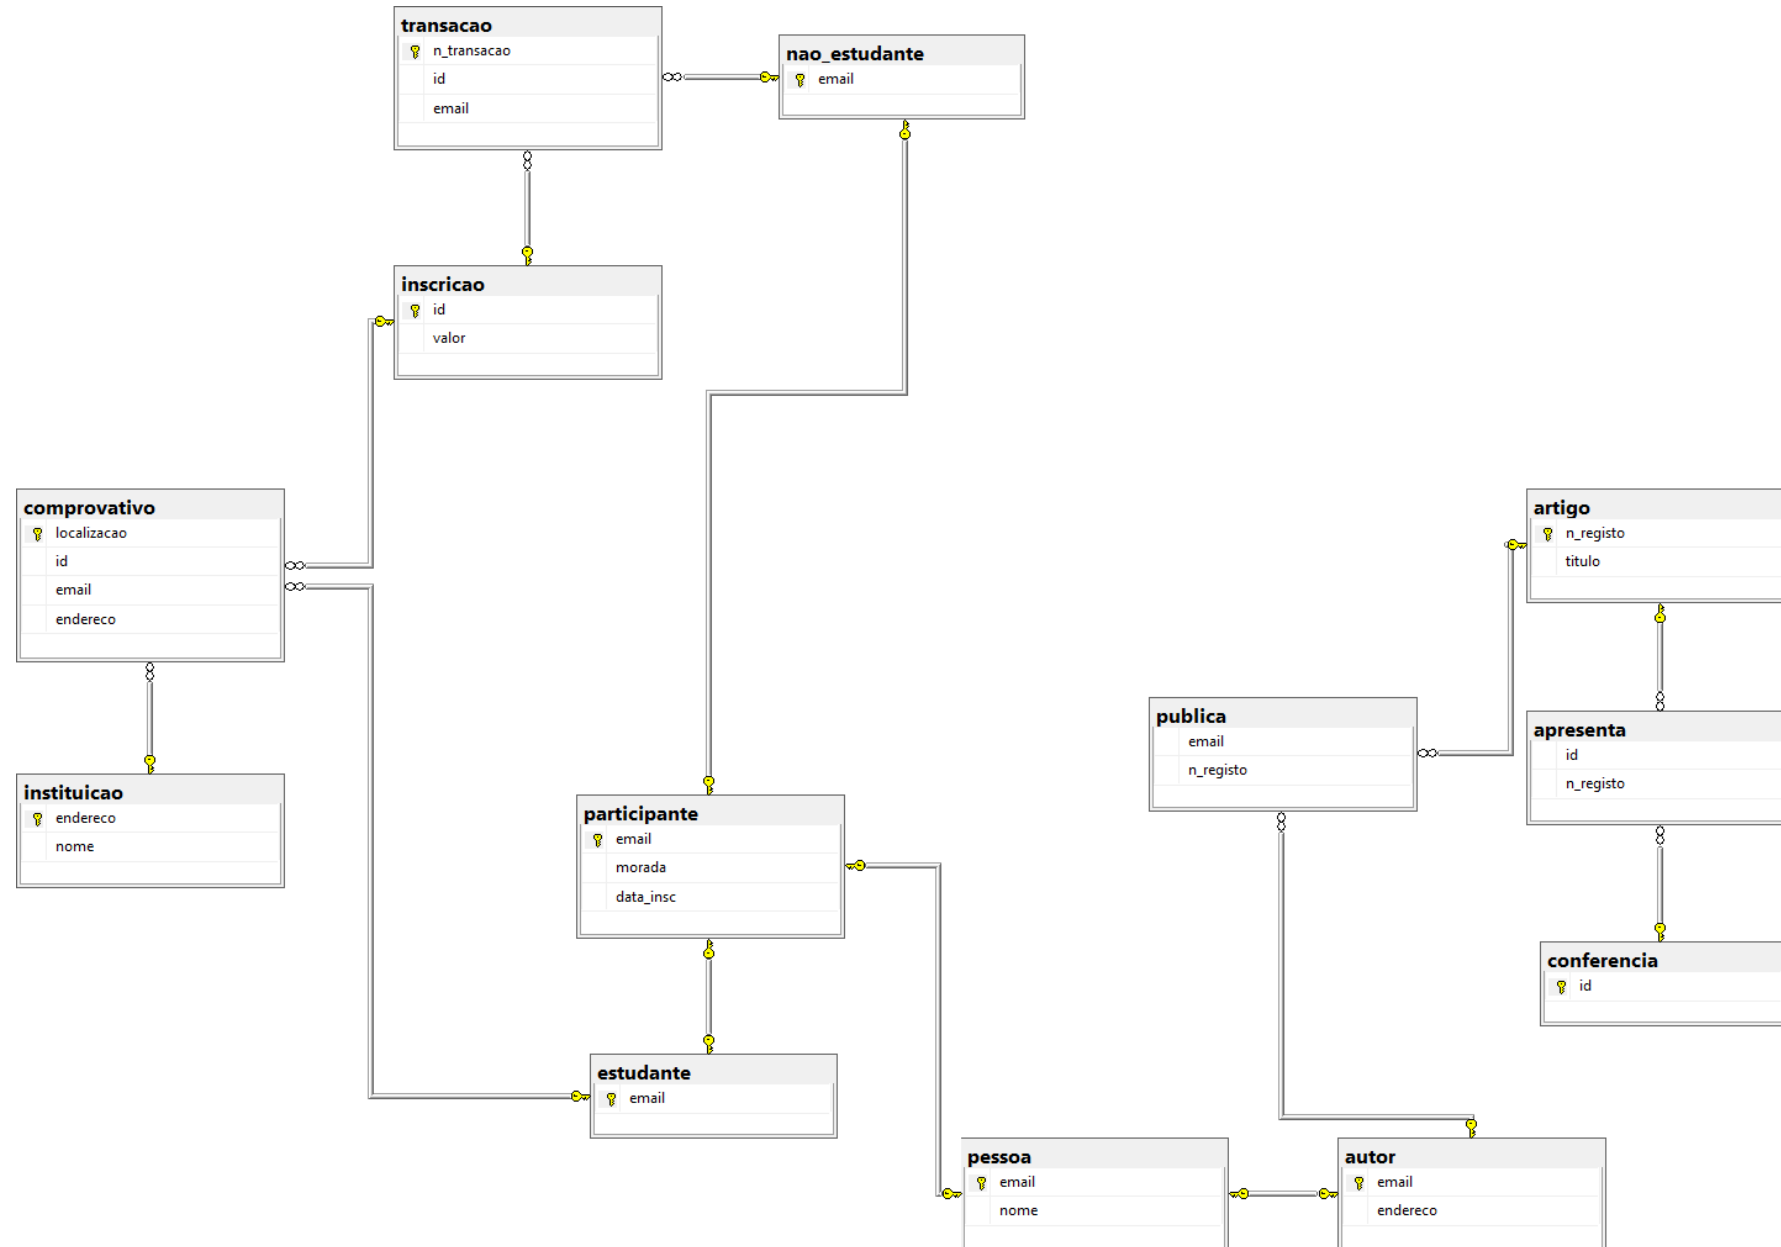 transacao
n_transacao
id
email
nao_estudante
email
inscricao
id
valor
comprovativo
localizacao
id
email
endereco
instituicao
endereco
nome
participante
email
morada
data_insc
estudante
email
pessoa
email
nome
autor
email
endereco
publica
email
n_registo
artigo
n_registo
titulo
apresenta
id
n_registo
conferencia
id